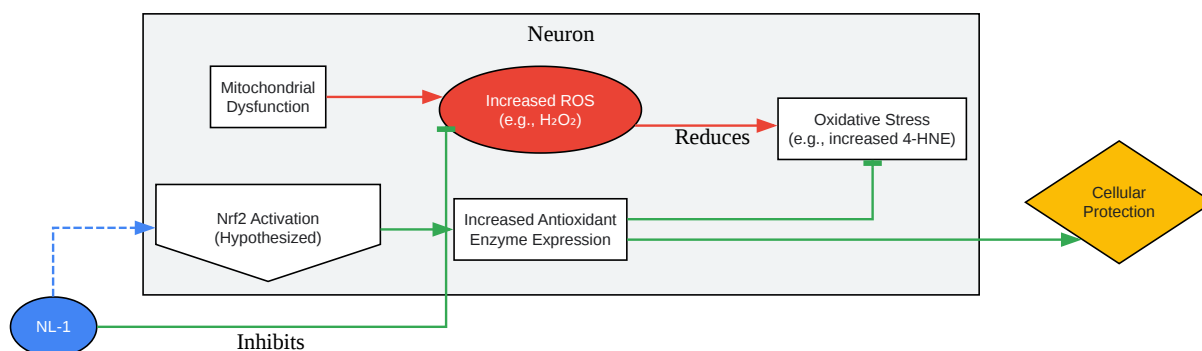 Neuron
Mitochondrial
Dysfunction
Increased ROS
(e.g., H₂O₂)
Reduces
Oxidative Stress
(e.g., increased 4-HNE)
Nrf2 Activation
(Hypothesized)
Increased Antioxidant
Enzyme Expression
Cellular
Protection
NL-1
Inhibits